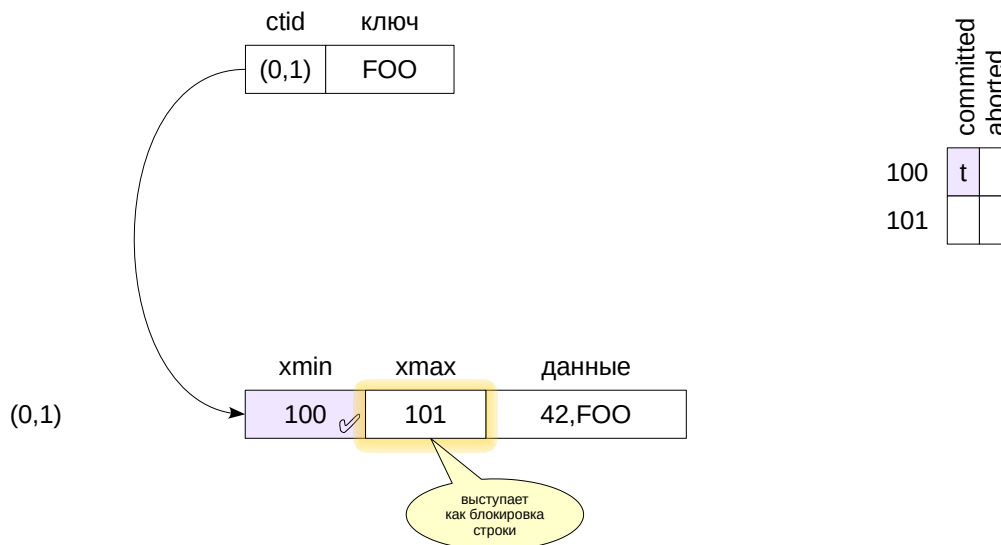 ctid ключ
(0,1) FOO
committed
aborted
100 t
101
xmin xmax данные
(0,1) 100 101 42,FOO
выступает
как блокировка
строки